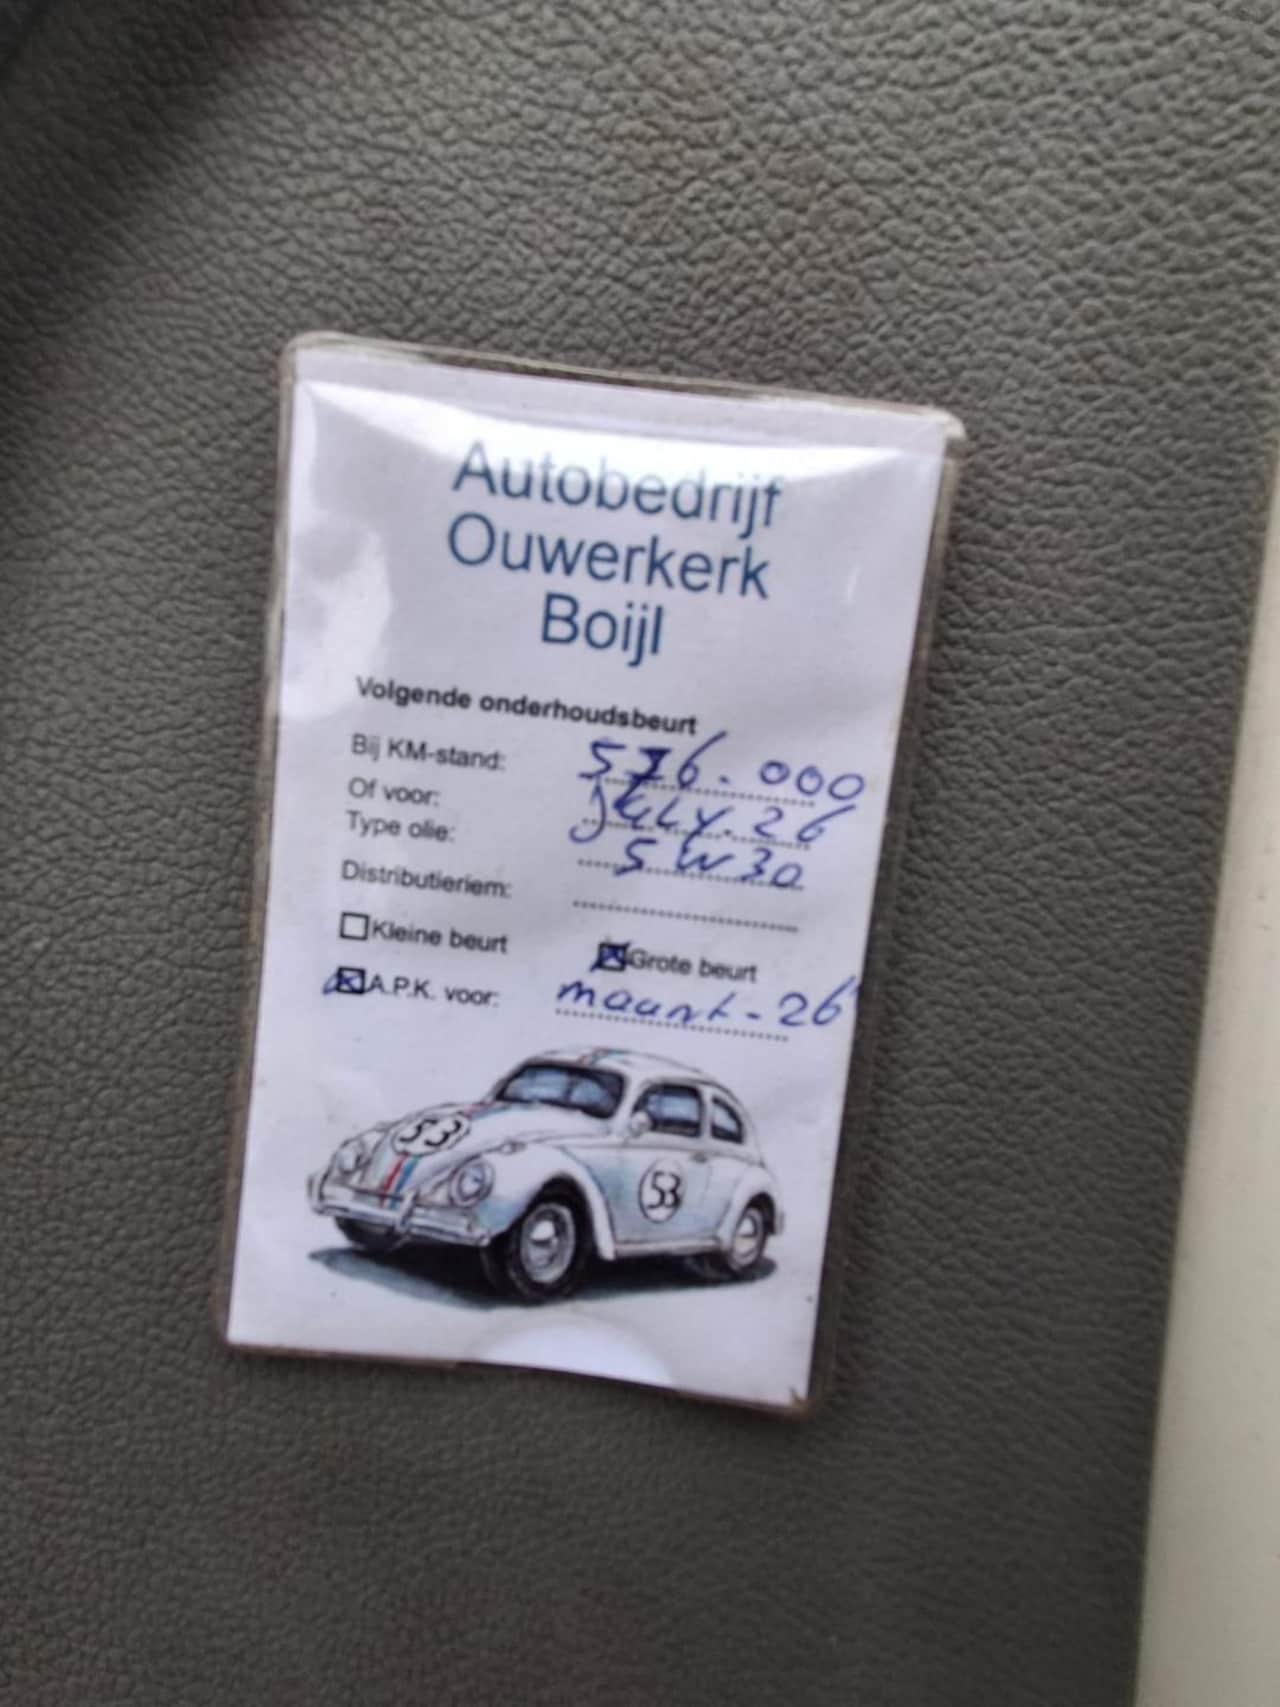 Autobedrijf
Ouwerkerk
Boijl
Volgende onderhoudsbeurt
Bij KM-stand: 576.000
Of voor: July.26
Type olie: 5W30
Distributieriem:
Kleine beurt Grote beurt
A.P.K. voor: maart-26
53 53